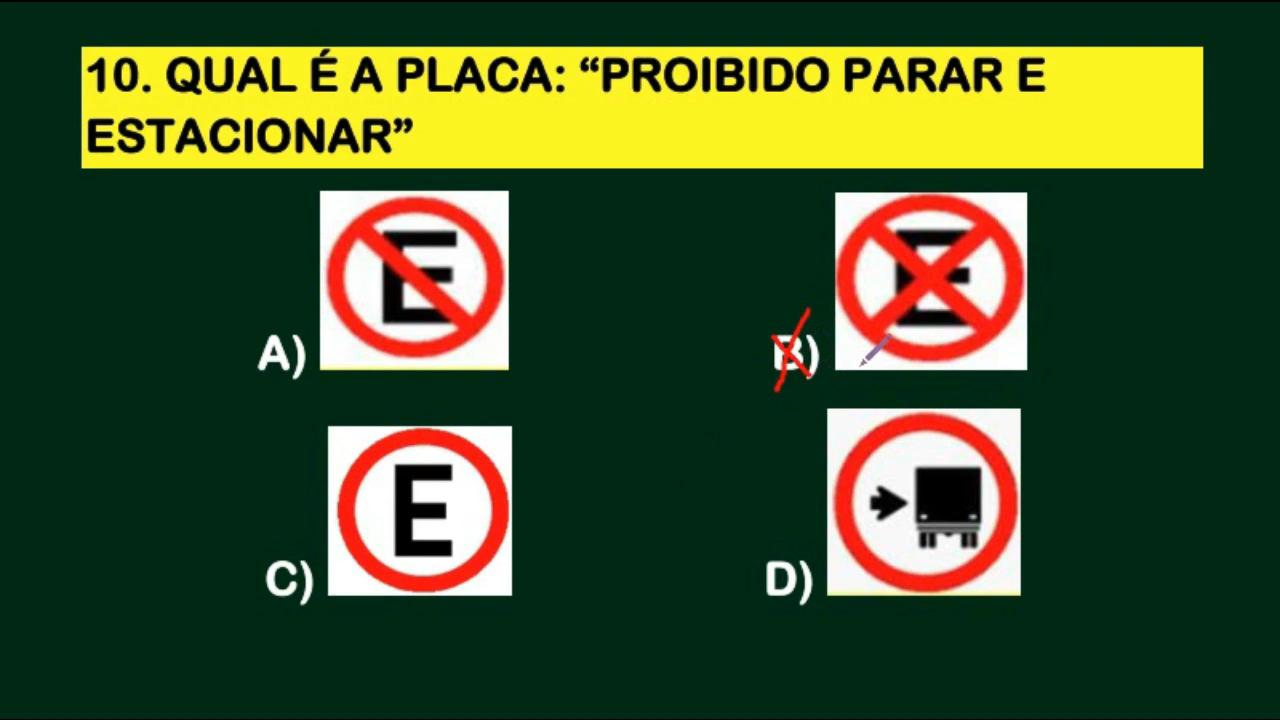 10. QUAL É A PLACA: “PROIBIDO PARAR E
ESTACIONAR”
E
A)
E
B)
E
C)
D)